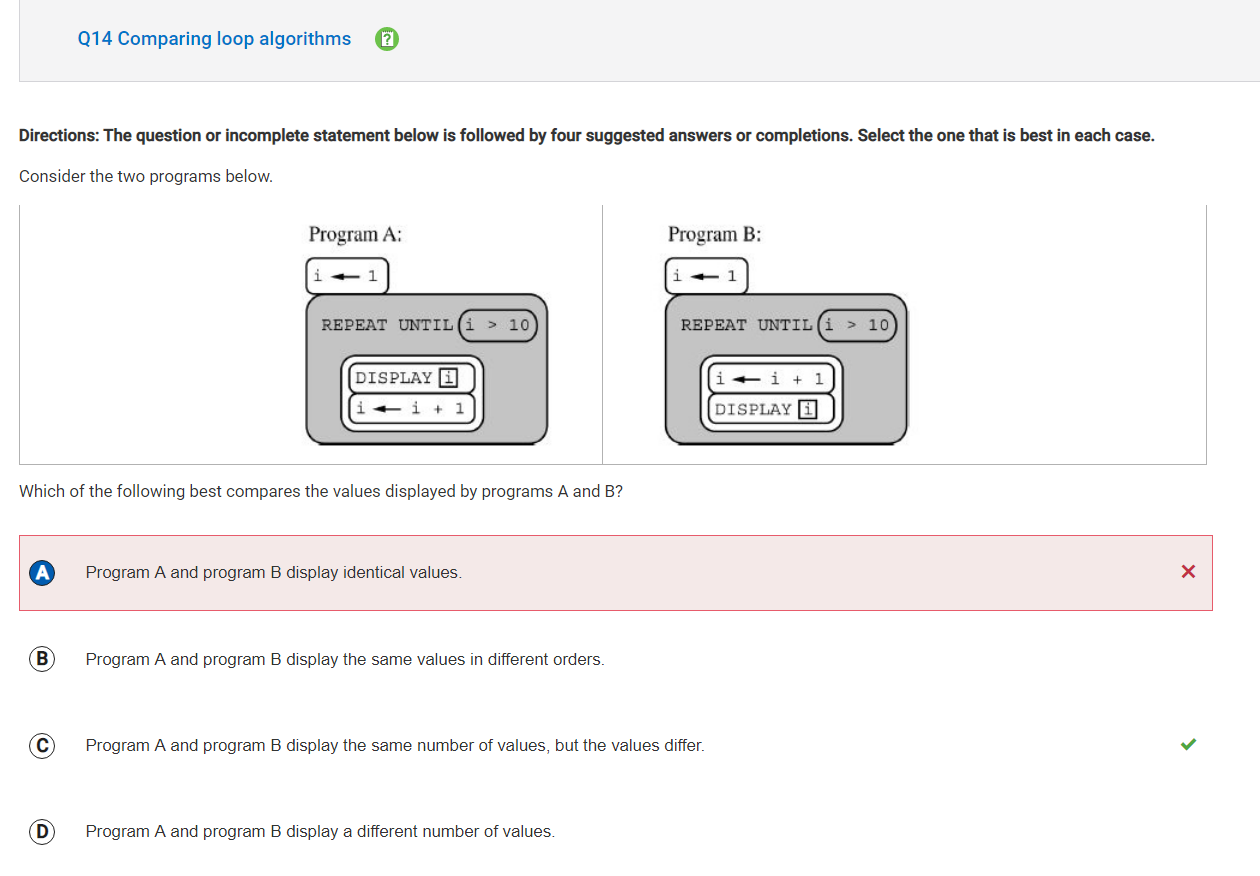 Q14 Comparing loop algorithms
Directions: The question or incomplete statement below is followed by four suggested answers or completions. Select the one that is best in each case.
Consider the two programs below.
Program A:
i ← 1
REPEAT UNTIL i > 10
DISPLAY i
i ← i + 1
Program B:
i ← 1
REPEAT UNTIL i > 10
i ← i + 1
DISPLAY i
Which of the following best compares the values displayed by programs A and B?
A Program A and program B display identical values.
B Program A and program B display the same values in different orders.
C Program A and program B display the same number of values, but the values differ.
D Program A and program B display a different number of values.